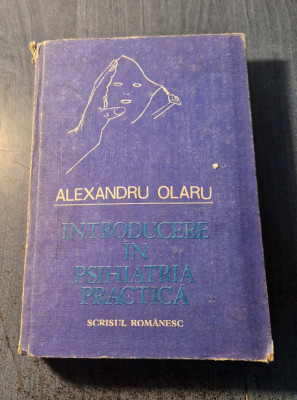 ALEXANDRU OLARU
INTRODUCERE
ÎN
PSIHIATRIA
PRACTICĂ
SCRISUL ROMÂNESC